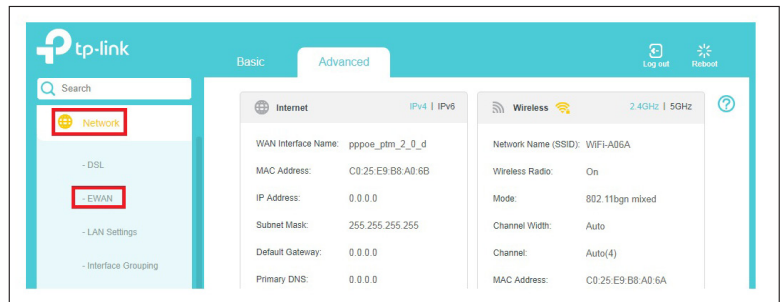 tp-link
Basic Advanced Log out Reboot
Search
Network
- DSL
- EWAN
- LAN Settings
- Interface Grouping
Internet IPv4 | IPv6
WAN Interface Name: pppoe_ptm_2_0_d
MAC Address: C0:25:E9:B8:A0:6B
IP Address: 0.0.0.0
Subnet Mask: 255.255.255.255
Default Gateway: 0.0.0.0
Primary DNS: 0.0.0.0
Wireless 2.4GHz | 5GHz
Network Name (SSID): WIFi-A06A
Wireless Radio: On
Mode: 802.11bgn mixed
Channel Width: Auto
Channel: Auto(4)
MAC Address: C0:25:E9:B8:A0:6A